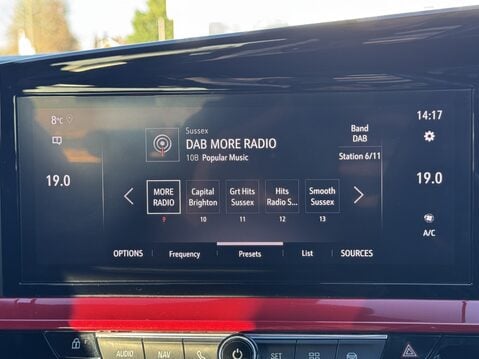 8°C
14:17
Sussex
DAB MORE RADIO
10B Popular Music
Band
DAB
Station 6/11
19.0
19.0
MORE RADIO
Capital Brighton
Grt Hits Sussex
Hits Radio S...
Smooth Sussex
9 10 11 12 13
A/C
OPTIONS Frequency Presets List SOURCES
AUDIO NAV SET